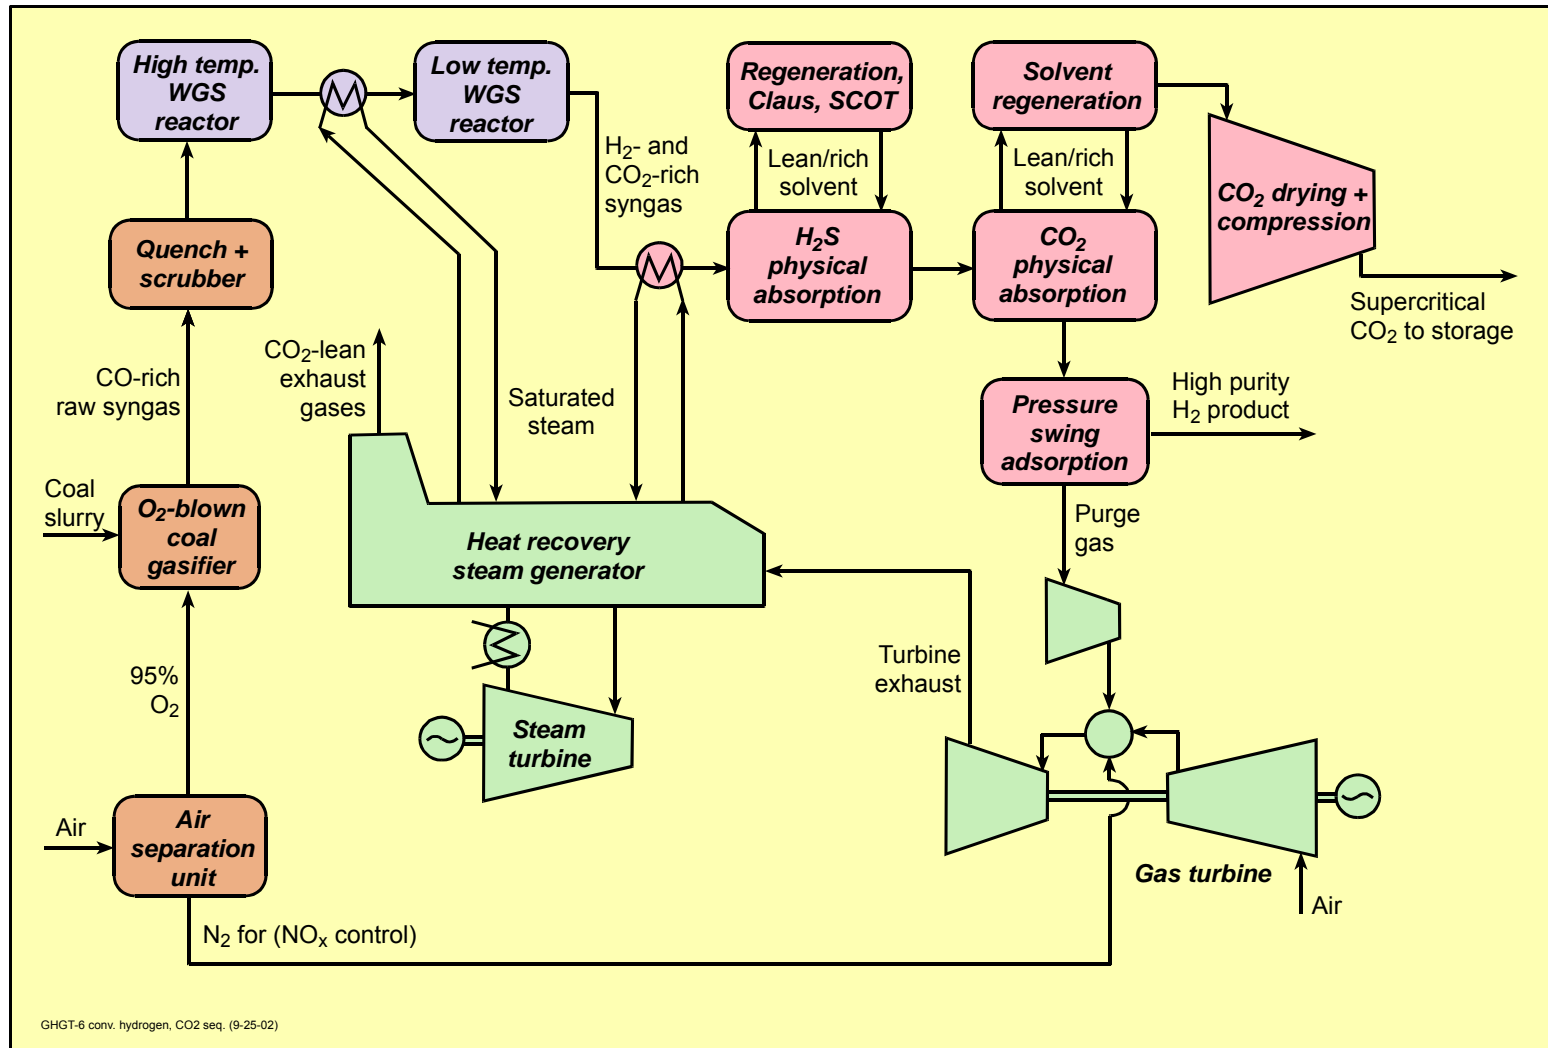 High temp.
WGS
reactor
Low temp.
WGS
reactor
Regeneration,
Claus, SCOT
Solvent
regeneration
H₂- and
CO₂-rich
syngas
Lean/rich
solvent
Lean/rich
solvent
CO₂ drying +
compression
Quench +
scrubber
H₂S
physical
absorption
CO₂
physical
absorption
Supercritical
CO₂ to storage
CO-rich
raw syngas
CO₂-lean
exhaust
gases
Saturated
steam
Pressure
swing
adsorption
High purity
H₂ product
Coal
slurry
O₂-blown
coal
gasifier
Heat recovery
steam generator
Purge
gas
95%
O₂
Turbine
exhaust
Steam
turbine
Air
Air
separation
unit
Gas turbine
Air
N₂ for (NOₓ control)
GHGT-6 conv. hydrogen, CO2 seq. (9-25-02)